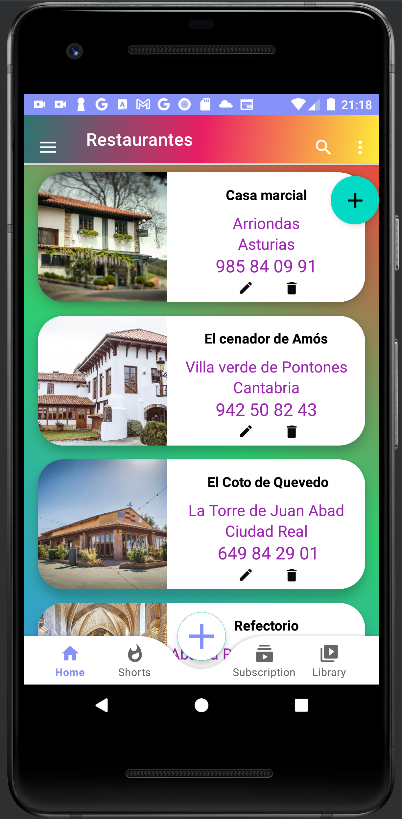 21:18
Restaurantes
Casa marcial
Arriondas
Asturias
985 84 09 91
El cenador de Amós
Villa verde de Pontones
Cantabria
942 50 82 43
El Coto de Quevedo
La Torre de Juan Abad
Ciudad Real
649 84 29 01
Refectorio
Home
Shorts
Subscription
Library